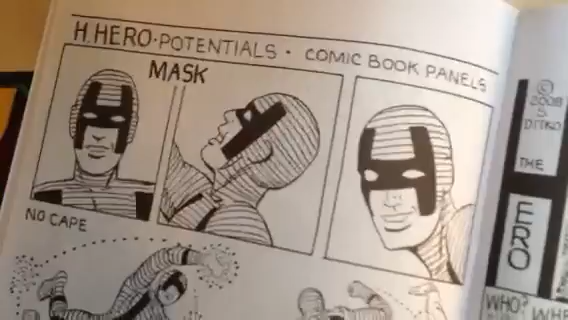 H. HERO·POTENTIALS · COMIC BOOK PANELS
MASK
NO CAPE
©
2008
S.
DITKO
THE
ERO
WHO?